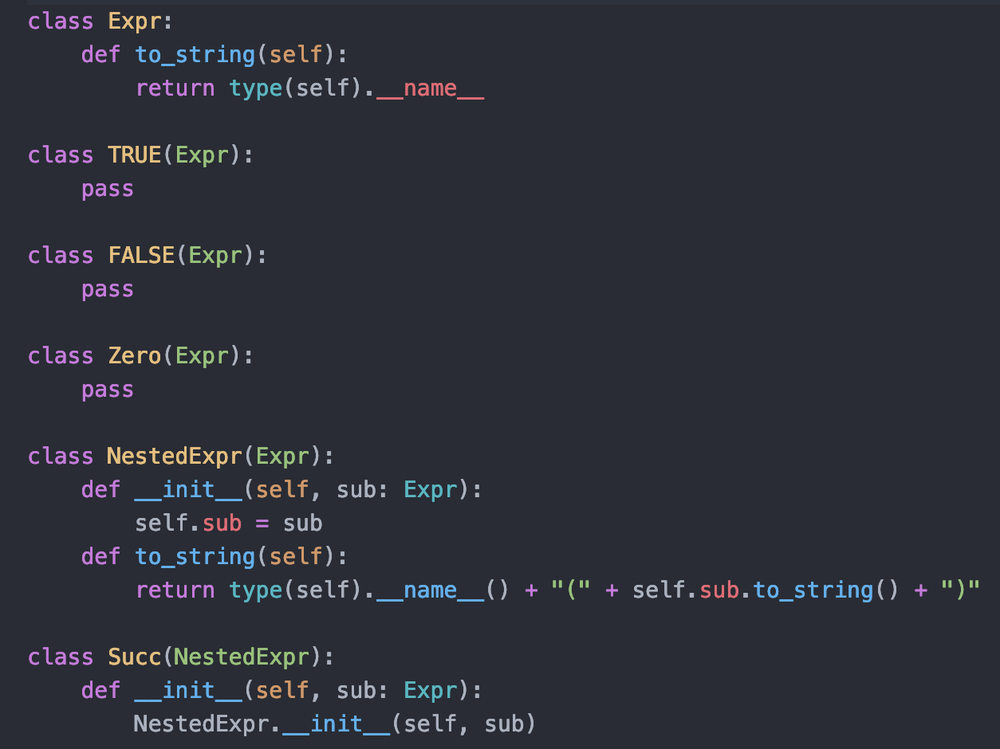 class Expr:
    def to_string(self):
        return type(self).__name__

class TRUE(Expr):
    pass

class FALSE(Expr):
    pass

class Zero(Expr):
    pass

class NestedExpr(Expr):
    def __init__(self, sub: Expr):
        self.sub = sub
    def to_string(self):
        return type(self).__name__() + "(" + self.sub.to_string() + ")"

class Succ(NestedExpr):
    def __init__(self, sub: Expr):
        NestedExpr.__init__(self, sub)